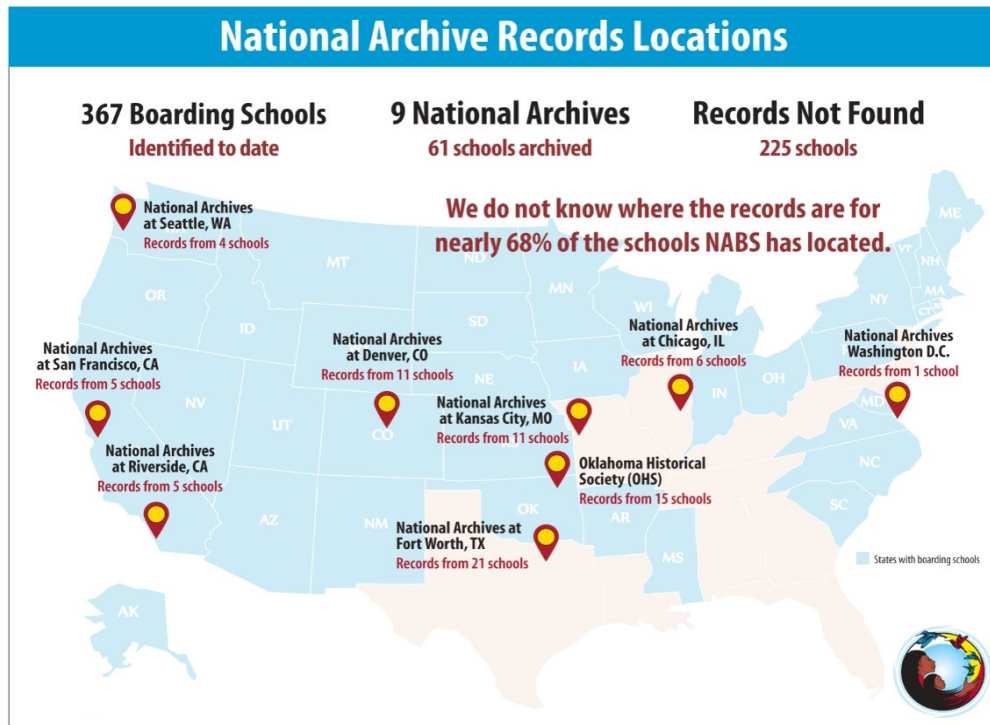 National Archive Records Locations
367 Boarding Schools
Identified to date
9 National Archives
61 schools archived
Records Not Found
225 schools
We do not know where the records are for
nearly 68% of the schools NABS has located.
National Archives
at Seattle, WA
Records from 4 schools
National Archives
at San Francisco, CA
Records from 5 schools
National Archives
at Riverside, CA
Records from 5 schools
National Archives
at Denver, CO
Records from 11 schools
National Archives
at Kansas City, MO
Records from 11 schools
Oklahoma Historical
Society (OHS)
Records from 15 schools
National Archives at
Fort Worth, TX
Records from 21 schools
National Archives
at Chicago, IL
Records from 6 schools
National Archives
Washington D.C.
Records from 1 school
MT
ND
MN
WI
ME
VT
NH
MA
CT
NY
OR
ID
SD
NE
IA
IN
OH
MD
VA
NV
UT
CO
NC
SC
AZ
NM
OK
AR
MS
AK
States with boarding schools